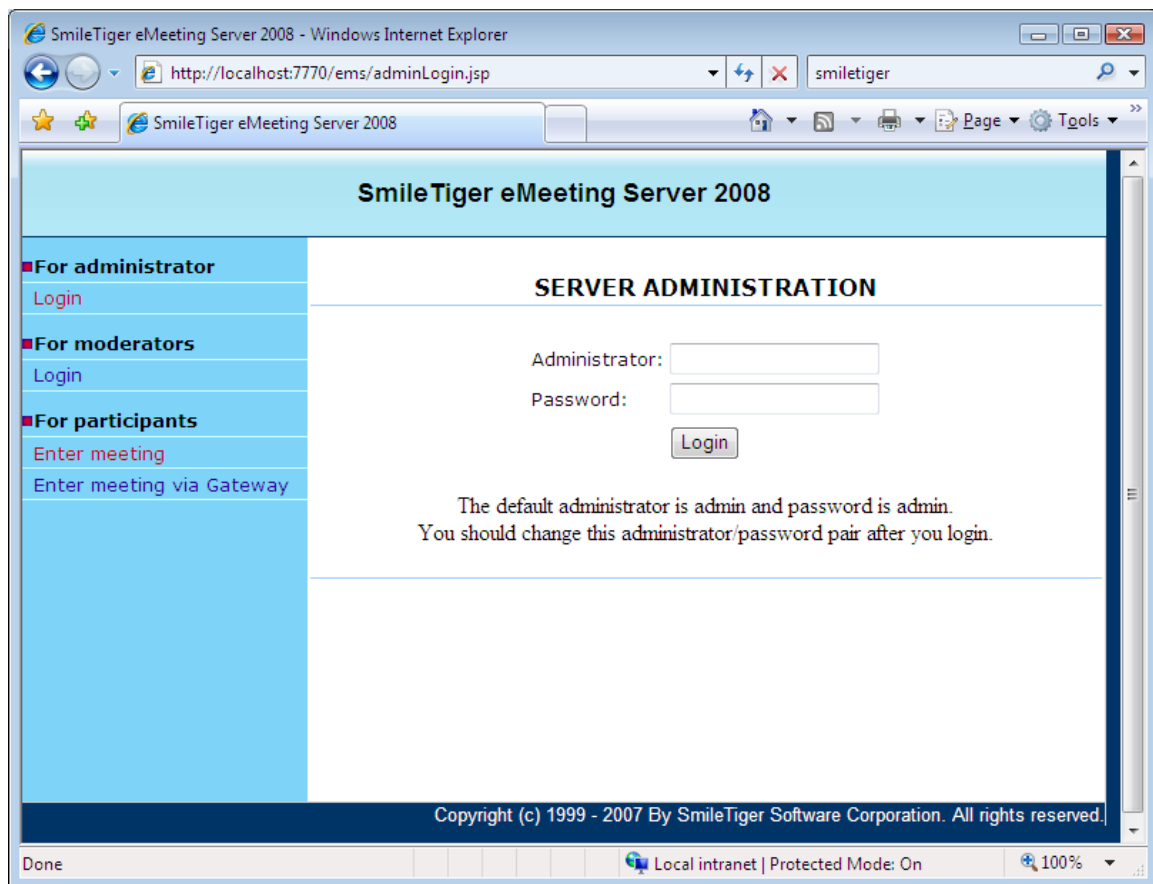 SmileTiger eMeeting Server 2008 - Windows Internet Explorer
http://localhost:7770/ems/adminLogin.jsp
smiletiger
SmileTiger eMeeting Server 2008
Page
Tools
SmileTiger eMeeting Server 2008
For administrator
Login
For moderators
Login
For participants
Enter meeting
Enter meeting via Gateway
SERVER ADMINISTRATION
Administrator:
Password:
Login
The default administrator is admin and password is admin.
You should change this administrator/password pair after you login.
Copyright (c) 1999 - 2007 By SmileTiger Software Corporation. All rights reserved.
Done
Local intranet | Protected Mode: On
100%